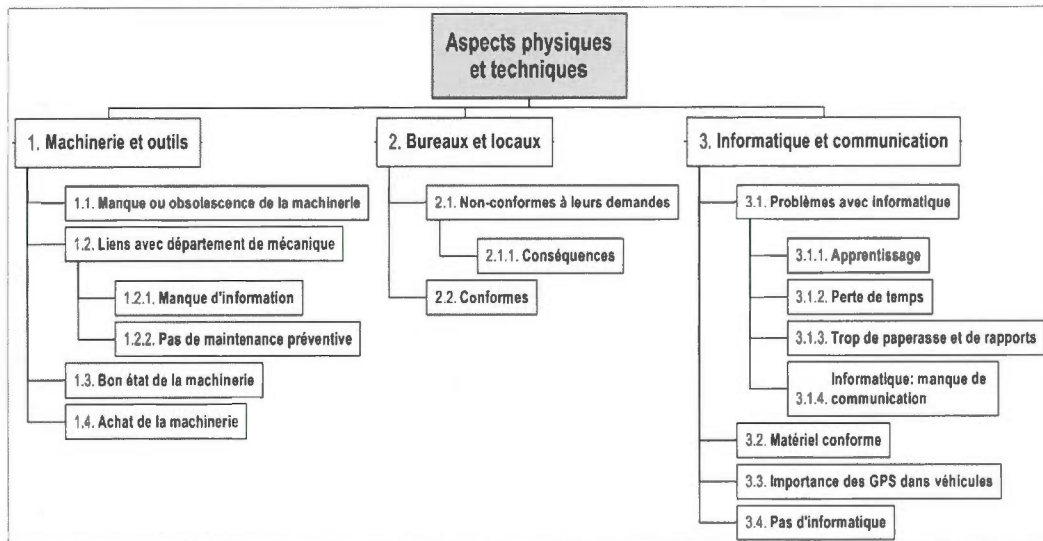 Aspects physiques
et techniques
1. Machinerie et outils
1.1. Manque ou obsolescence de la machinerie
1.2. Liens avec département de mécanique
1.2.1. Manque d'information
1.2.2. Pas de maintenance préventive
1.3. Bon état de la machinerie
1.4. Achat de la machinerie
2. Bureaux et locaux
2.1. Non-conformes à leurs demandes
2.1.1. Conséquences
2.2. Conformes
3. Informatique et communication
3.1. Problèmes avec informatique
3.1.1. Apprentissage
3.1.2. Perte de temps
3.1.3. Trop de paperasse et de rapports
Informatique: manque de
3.1.4. communication
3.2. Matériel conforme
3.3. Importance des GPS dans véhicules
3.4. Pas d'informatique